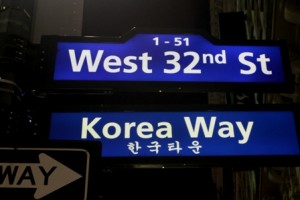 1 - 51
West 32nd St
Korea Way
한국타운
WAY